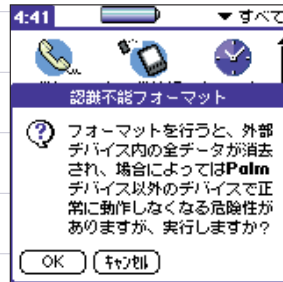 4:41
▼ すべて
認識不能フォーマット
フォーマットを行うと、外部
デバイス内の全データが消去
され、場合によってはPalm
デバイス以外のデバイスで正
常に動作しなくなる危険性が
ありますが、実行しますか?
OK
キャンセル